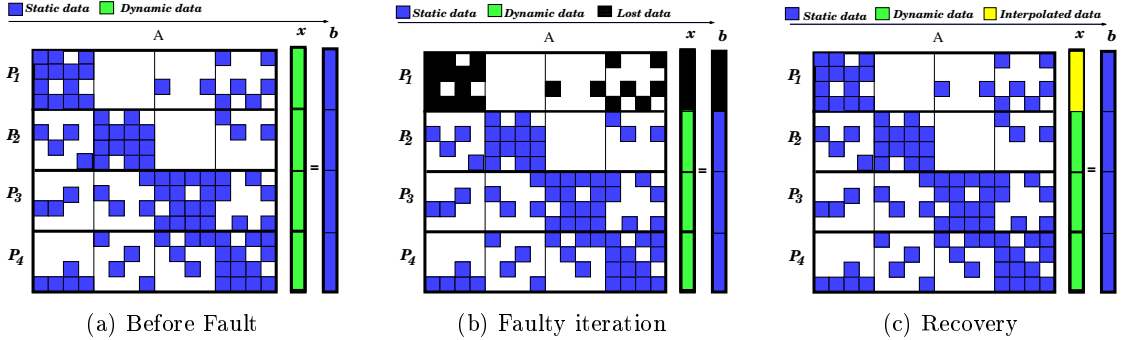 Static data Dynamic data
A x b
P1
P2
P3
P4
=
(a) Before Fault
Static data Dynamic data Lost data
A x b
P1
P2
P3
P4
=
(b) Faulty iteration
Static data Dynamic data Interpolated data
A x b
P1
P2
P3
P4
=
(c) Recovery